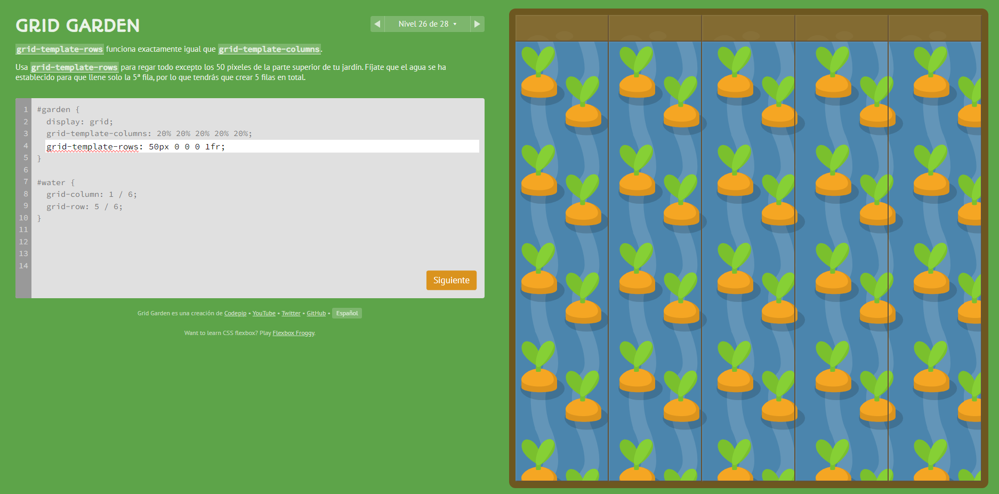 GRID GARDEN
Nivel 26 de 28
grid-template-rows funciona exactamente igual que grid-template-columns.
Usa grid-template-rows para regar todo excepto los 50 píxeles de la parte superior de tu jardín. Fíjate que el agua se ha
establecido para que llene solo la 5ª fila, por lo que tendrás que crear 5 filas en total.
1 #garden {
2 display: grid;
3 grid-template-columns: 20% 20% 20% 20% 20%;
4 grid-template-rows: 50px 0 0 0 1fr;
5 }
6
7 #water {
8 grid-column: 1 / 6;
9 grid-row: 5 / 6;
10 }
11
12
13
14
Siguiente
Grid Garden es una creación de Codepip • YouTube • Twitter • GitHub • Español
Want to learn CSS flexbox? Play Flexbox Froggy.